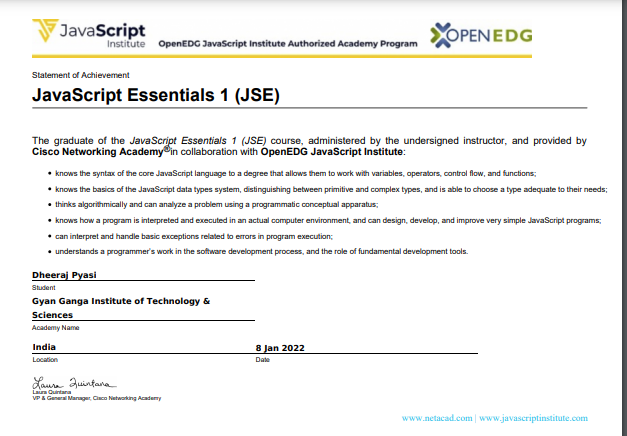 JavaScript
Institute
OpenEDG JavaScript Institute Authorized Academy Program
OPENEDG
Statement of Achievement
JavaScript Essentials 1 (JSE)
The graduate of the JavaScript Essentials 1 (JSE) course, administered by the undersigned instructor, and provided by
Cisco Networking Academy®in collaboration with OpenEDG JavaScript Institute:
• knows the syntax of the core JavaScript language to a degree that allows them to work with variables, operators, control flow, and functions;
• knows the basics of the JavaScript data types system, distinguishing between primitive and complex types, and is able to choose a type adequate to their needs;
• thinks algorithmically and can analyze a problem using a programmatic conceptual apparatus;
• knows how a program is interpreted and executed in an actual computer environment, and can design, develop, and improve very simple JavaScript programs;
• can interpret and handle basic exceptions related to errors in program execution;
• understands a programmer's work in the software development process, and the role of fundamental development tools.
Dheeraj Pyasi
Student
Gyan Ganga Institute of Technology &
Sciences
Academy Name
India 8 Jan 2022
Location Date
Laura Quintana
Laura Quintana
VP & General Manager, Cisco Networking Academy
www.netacad.com | www.javascriptinstitute.com